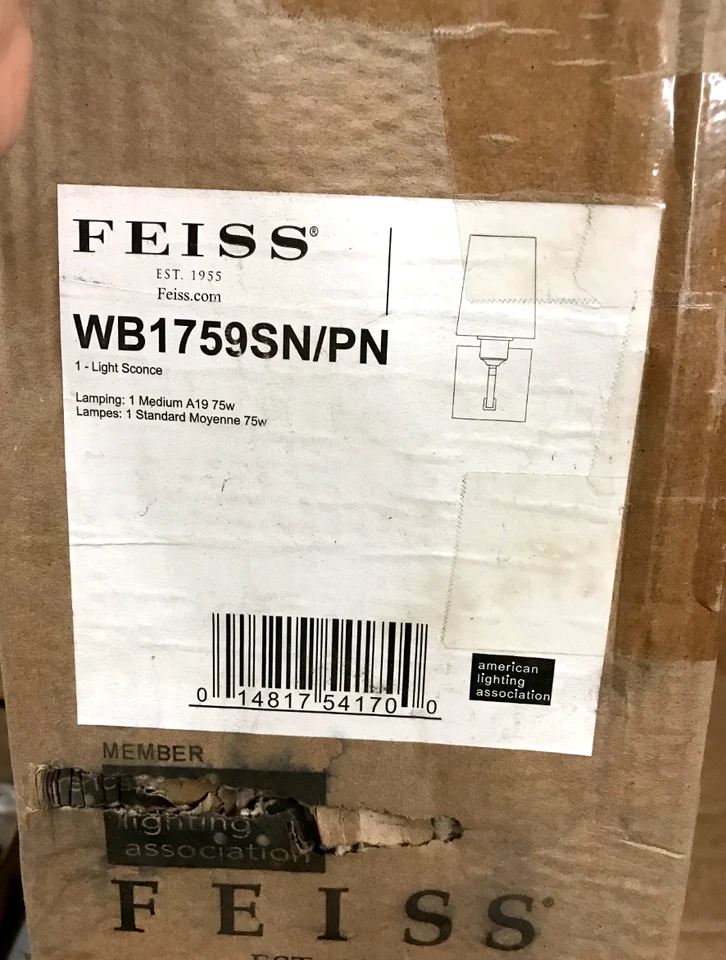 FEISS®
EST. 1955
Feiss.com
WB1759SN/PN
1 - Light Sconce
Lamping: 1 Medium A19 75w
Lampes: 1 Standard Moyenne 75w
0 14817 54170 0
american
lighting
association
MEMBER
lighting
association
FEISS